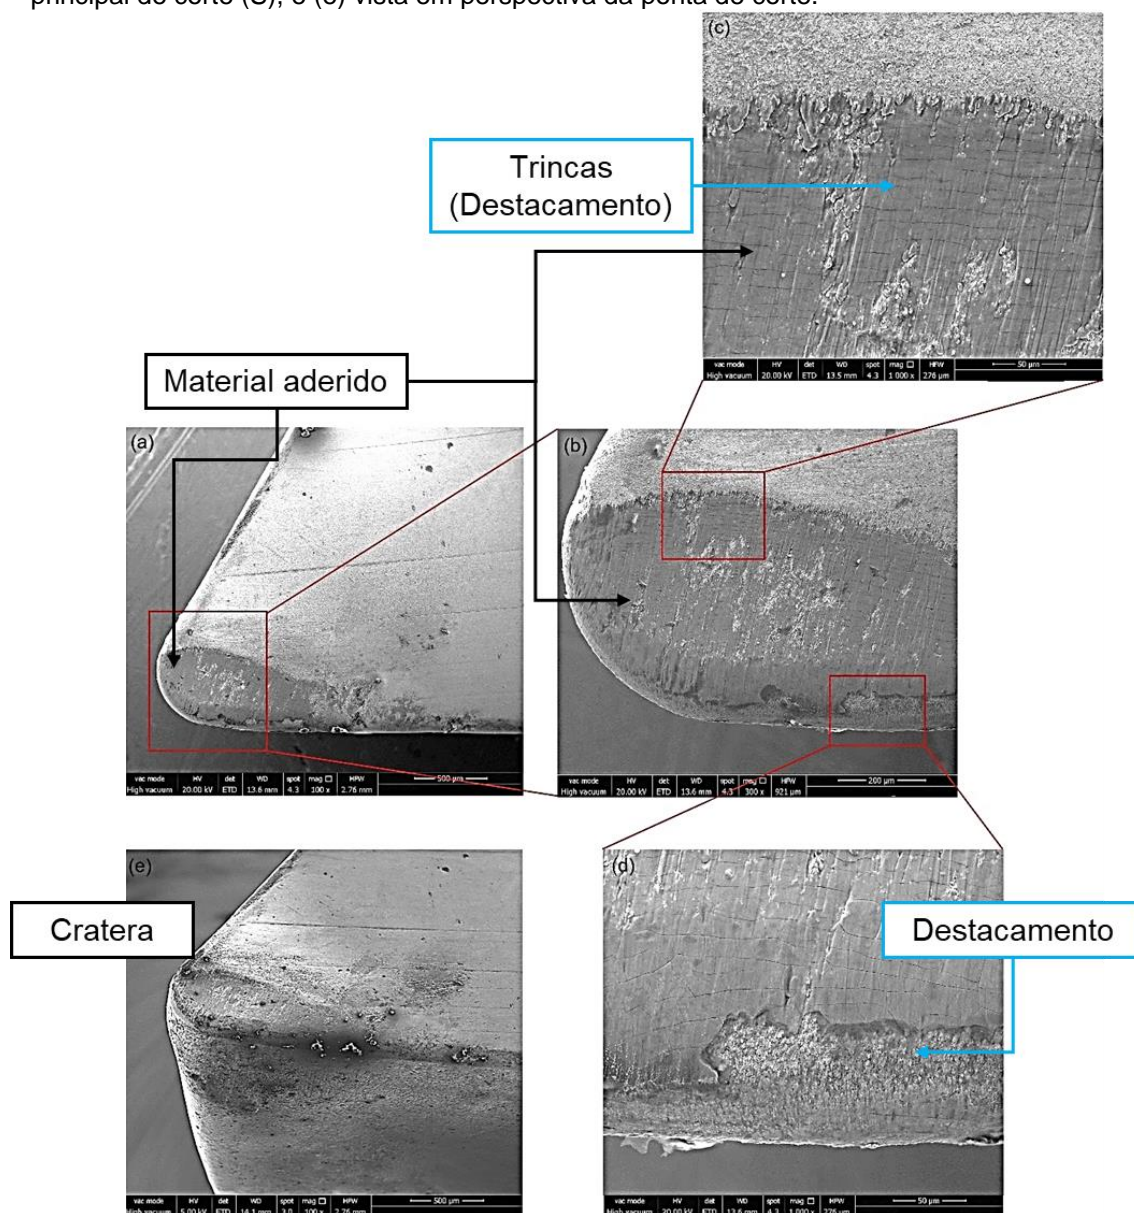 principal de corte (S); e (e) vista em perspectiva da ponta de corte.
(c)
Trincas
(Destacamento)
vac mode HV det WD spot mag HFW 50 µm
High vacuum 20.00 kV ETD 13.5 mm 4.3 1 000 x 276 µm
Material aderido
(a)
(b)
vac mode HV det WD spot mag HFW 500 µm
High vacuum 20.00 kV ETD 13.6 mm 4.3 100 x 2.76 mm
vac mode HV det WD spot mag HFW 200 µm
High vacuum 20.00 kV ETD 13.6 mm 4.3 300 x 921 µm
(e)
(d)
Cratera
Destacamento
vac mode HV det WD spot mag HFW 500 µm
High vacuum 5.00 kV ETD 14.1 mm 3.0 100 x 2.76 mm
vac mode HV det WD spot mag HFW 50 µm
High vacuum 20.00 kV ETD 13.6 mm 4.3 1 000 x 276 µm